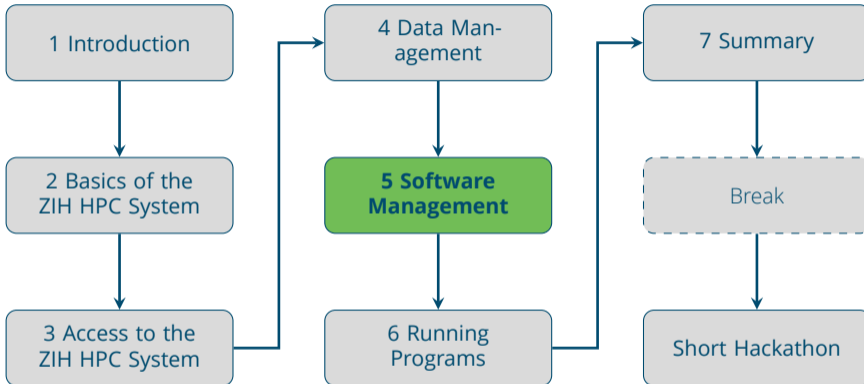 1 Introduction
2 Basics of the
ZIH HPC System
3 Access to the
ZIH HPC System
4 Data Man-
agement
5 Software
Management
6 Running
Programs
7 Summary
Break
Short Hackathon